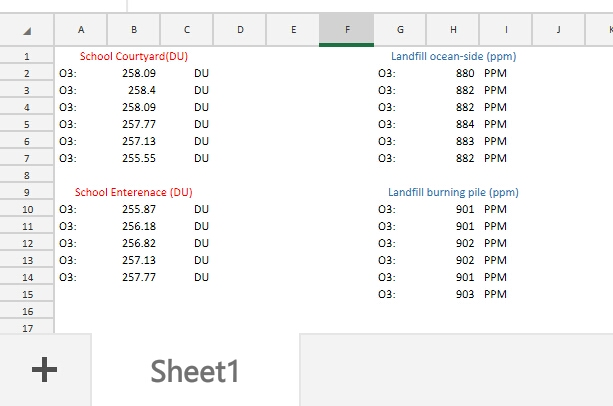 A B C D E F G H I J K
1 School Courtyard(DU) Landfill ocean-side (ppm)
2 O3: 258.09 DU O3: 880 PPM
3 O3: 258.4 DU O3: 882 PPM
4 O3: 258.09 DU O3: 882 PPM
5 O3: 257.77 DU O3: 884 PPM
6 O3: 257.13 DU O3: 883 PPM
7 O3: 255.55 DU O3: 882 PPM
8
9 School Enterenace (DU) Landfill burning pile (ppm)
10 O3: 255.87 DU O3: 901 PPM
11 O3: 256.18 DU O3: 901 PPM
12 O3: 256.82 DU O3: 902 PPM
13 O3: 257.13 DU O3: 902 PPM
14 O3: 257.77 DU O3: 901 PPM
15 O3: 903 PPM
16
17
Sheet1